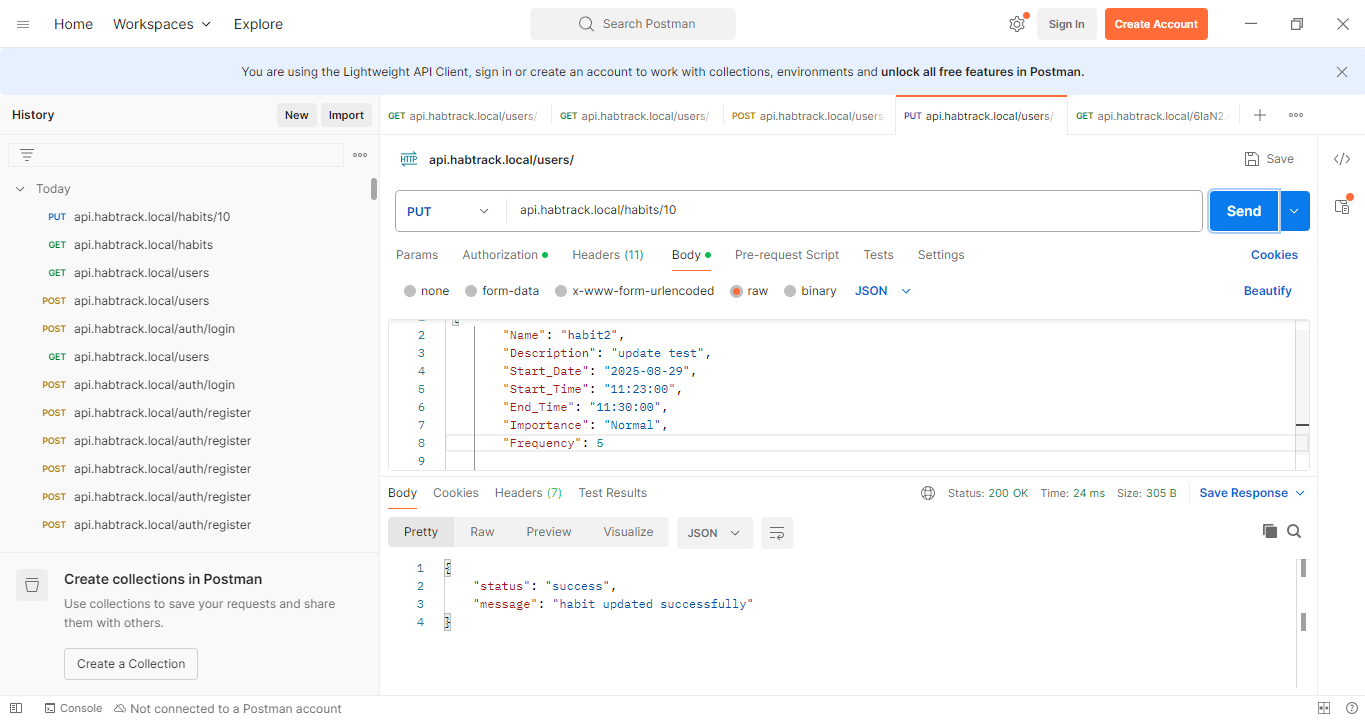 Home Workspaces Explore Search Postman Sign In Create Account
You are using the Lightweight API Client, sign in or create an account to work with collections, environments and unlock all free features in Postman.
History New Import
GET api.habtrack.local/users/ GET api.habtrack.local/users/ POST api.habtrack.local/users PUT api.habtrack.local/users/ GET api.habtrack.local/6IaN2.
HTTP api.habtrack.local/users/ Save
Today
PUT api.habtrack.local/habits/10
GET api.habtrack.local/habits
GET api.habtrack.local/users
POST api.habtrack.local/users
POST api.habtrack.local/auth/login
GET api.habtrack.local/users
POST api.habtrack.local/auth/login
POST api.habtrack.local/auth/register
POST api.habtrack.local/auth/register
POST api.habtrack.local/auth/register
POST api.habtrack.local/auth/register
POST api.habtrack.local/auth/register
Create collections in Postman
Use collections to save your requests and share
them with others.
Create a Collection
PUT api.habtrack.local/habits/10 Send
Params Authorization Headers (11) Body Pre-request Script Tests Settings Cookies
none form-data x-www-form-urlencoded raw binary JSON Beautify
2 "Name": "habit2",
3 "Description": "update test",
4 "Start_Date": "2025-08-29",
5 "Start_Time": "11:23:00",
6 "End_Time": "11:30:00",
7 "Importance": "Normal",
8 "Frequency": 5
9
Body Cookies Headers (7) Test Results Status: 200 OK Time: 24 ms Size: 305 B Save Response
Pretty Raw Preview Visualize JSON
1 {
2 "status": "success",
3 "message": "habit updated successfully"
4 }
Console Not connected to a Postman account